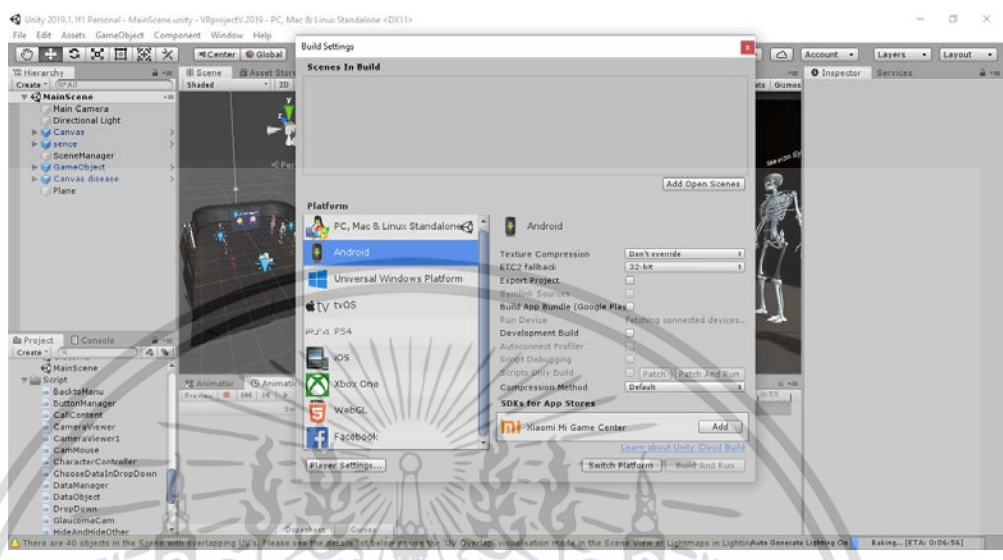 Unity 2019.1.1f1 Personal - MainScene.unity - VRprojectV.2019 - PC, Mac & Linux Standalone <DX11>
File Edit Assets GameObject Component Window Help
Center Global
Account Layers Layout
Build Settings
Scenes In Build
Add Open Scenes
Hierarchy
Create All
MainScene
Main Camera
Directional Light
Canvas
sence
SceneManager
GameObject
Canvas disease
Plane
Scene Asset Store
Shaded 2D
Gizmos
Inspector Services
Platform
PC, Mac & Linux Standalone
Android
Universal Windows Platform
tvOS
PS4
iOS
Xbox One
WebGL
Facebook
Player Settings...
Android
Texture Compression Don't override
ETC2 fallback 32-bit
Export Project
Symlink Sources
Build App Bundle (Google Play
Run Device Fetching connected devices...
Development Build
Autoconnect Profiler
Script Debugging
Scripts Only Build Patch Patch And Run
Compression Method Default
SDKs for App Stores
Xiaomi Mi Game Center Add
Learn about Unity Cloud Build
Switch Platform Build And Run
Project Console
Create
MainScene
Script
BacktoManu
ButtonManager
CallContent
CameraViewer
CameraViewer1
CamMouse
CharacterController
ChooseDataInDropDown
DataManager
DataObject
DropDown
GlaucomaCam
HideAndHideOther
Animator Animati
Preview
Dopesheet Curves
There are 40 objects in the Scene with overlapping UV's. Please see the details list below or use the 'UV Overlap' visualisation mode in the Scene View or Lightmaps in Lightin
Auto Generate Lighting On
Baking... [ETA: 0:06:56]